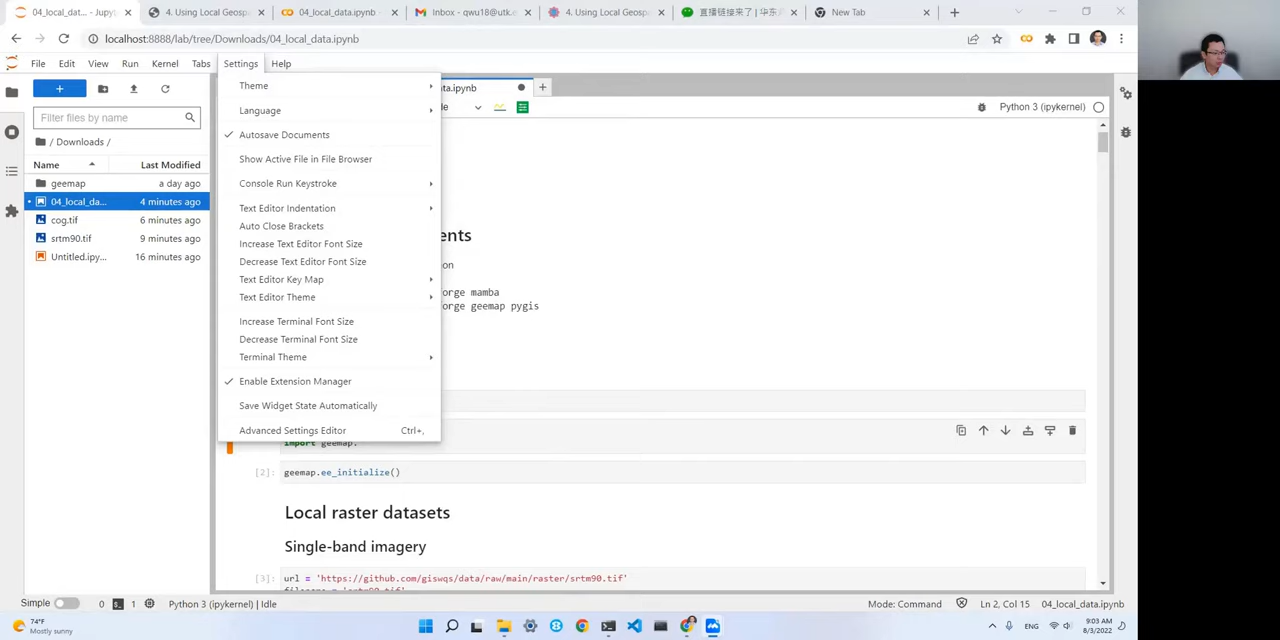 04_local_dat... - Jupyt
4. Using Local Geospa
04_local_data.ipynb -
Inbox - qwu18@utk.e
4. Using Local Geospa
直播链接来了 | 华东
New Tab
localhost:8888/lab/tree/Downloads/04_local_data.ipynb
File Edit View Run Kernel Tabs Settings Help
Theme
Language
Autosave Documents
Show Active File in File Browser
Console Run Keystroke
Text Editor Indentation
Auto Close Brackets
Increase Text Editor Font Size
Decrease Text Editor Font Size
Text Editor Key Map
Text Editor Theme
Increase Terminal Font Size
Decrease Terminal Font Size
Terminal Theme
Enable Extension Manager
Save Widget State Automatically
Advanced Settings Editor Ctrl+,
Filter files by name
/ Downloads /
Name Last Modified
geemap a day ago
04_local_da... 4 minutes ago
cog.tif 6 minutes ago
srtm90.tif 9 minutes ago
Untitled.ipy... 16 minutes ago
ta.ipynb
de
Python 3 (ipykernel)
ents
on
orge mamba
orge geemap pygis
import geemap.
[2]: geemap.ee_initialize()
Local raster datasets
Single-band imagery
[3]: url = 'https://github.com/giswqs/data/raw/main/raster/srtm90.tif'
filename = 'srtm90.tif'
Simple 0 1 Python 3 (ipykernel) | Idle
Mode: Command Ln 2, Col 15 04_local_data.ipynb
74°F
Mostly sunny
ENG
9:03 AM
8/3/2022